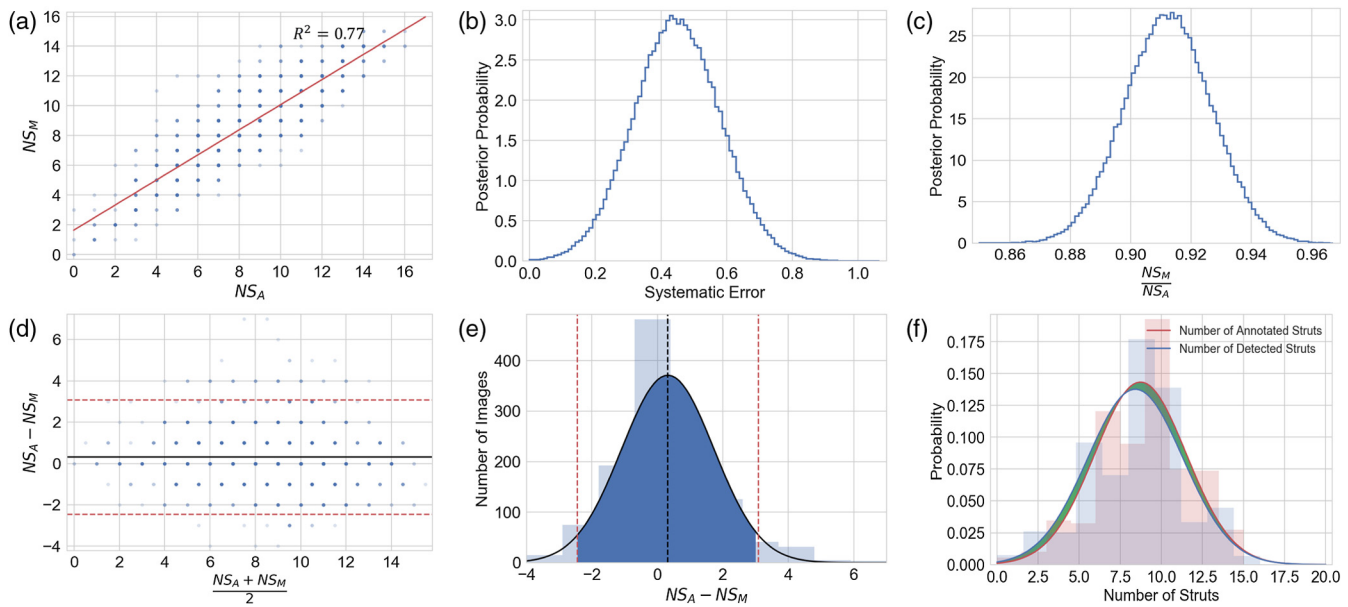 (a)
16
14
12
10
8
6
4
2
0
NS_M
R² = 0.77
0 2 4 6 8 10 12 14 16
NS_A
(b)
3.0
2.5
2.0
1.5
1.0
0.5
0.0
Posterior Probability
0.0 0.2 0.4 0.6 0.8 1.0
Systematic Error
(c)
25
20
15
10
5
0
Posterior Probability
0.86 0.88 0.90 0.92 0.94 0.96
NS_M
NS_A
(d)
6
4
2
0
−2
−4
NS_A − NS_M
0 2 4 6 8 10 12 14
NS_A + NS_M
2
(e)
400
300
200
100
0
Number of Images
−4 −2 0 2 4 6
NS_A − NS_M
(f)
0.175
0.150
0.125
0.100
0.075
0.050
0.025
0.000
Probability
Number of Annotated Struts
Number of Detected Struts
0.0 2.5 5.0 7.5 10.0 12.5 15.0 17.5 20.0
Number of Struts